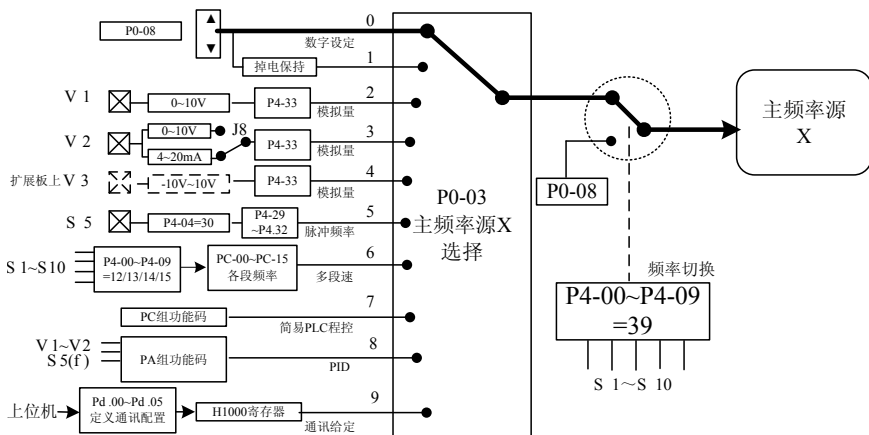 P0-08
0
数字设定
掉电保持
1
V 1
0~10V
P4-33
2
模拟量
V 2
0~10V
4~20mA
J8
P4-33
3
模拟量
扩展板上 V 3
-10V~10V
P4-33
4
模拟量
S 5
P4-04=30
P4-29
~P4.32
5
脉冲频率
S 1~S 10
P4-00~P4-09
=12/13/14/15
PC-00~PC-15
各段频率
6
多段速
PC组功能码
7
简易PLC程控
V 1~V 2
S 5(f)
PA组功能码
8
PID
上位机
Pd .00~Pd .05
定义通讯配置
H1000寄存器
9
通讯给定
P0-03
主频率源X
选择
P0-08
主频率源
X
频率切换
P4-00~P4-09
=39
S 1~S 10